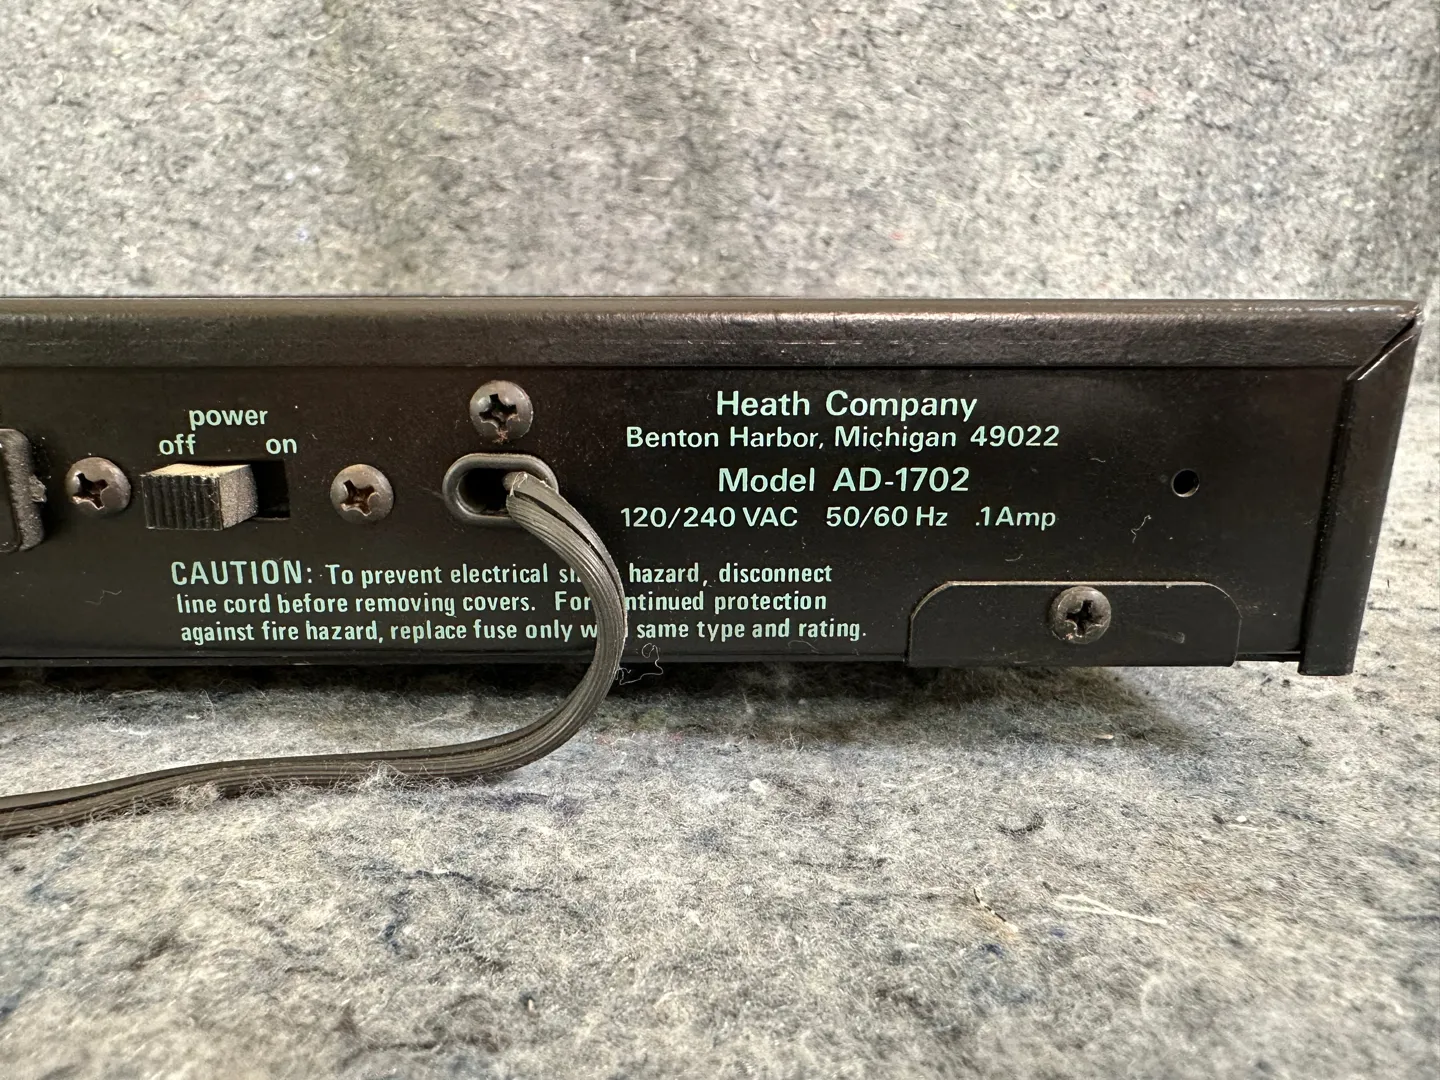 power
off on
Heath Company
Benton Harbor, Michigan 49022
Model AD-1702
120/240 VAC 50/60 Hz .1Amp
CAUTION: To prevent electrical hazard, disconnect
line cord before removing covers. For protection
against fire hazard, replace fuse only same type and rating.